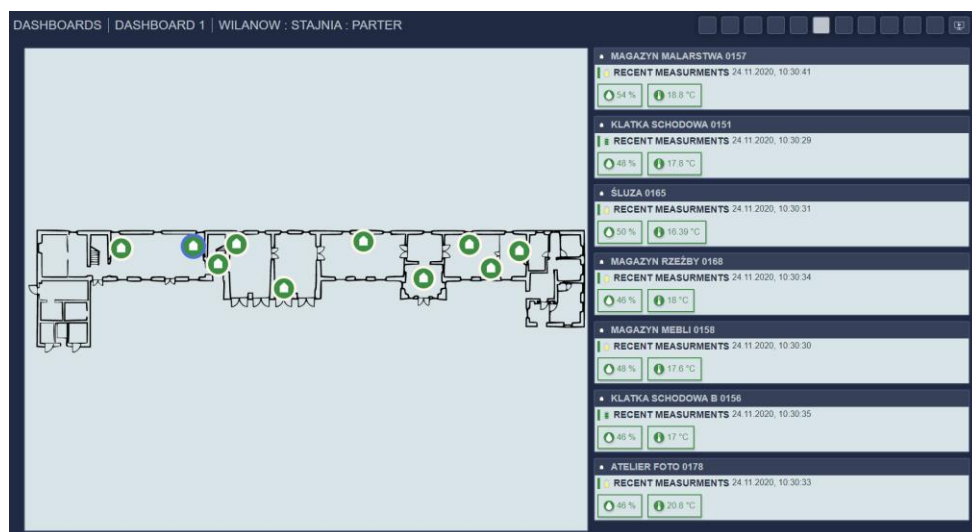 DASHBOARDS | DASHBOARD 1 | WILANOW : STAJNIA : PARTER
MAGAZYN MALARSTWA 0157
RECENT MEASURMENTS 24.11.2020, 10:30:41
54 % 18.8 °C
KLATKA SCHODOWA 0151
RECENT MEASURMENTS 24.11.2020, 10:30:29
48 % 17.8 °C
ŚLUZA 0165
RECENT MEASURMENTS 24.11.2020, 10:30:31
50 % 16.39 °C
MAGAZYN RZEŹBY 0168
RECENT MEASURMENTS 24.11.2020, 10:30:34
46 % 18 °C
MAGAZYN MEBLI 0158
RECENT MEASURMENTS 24.11.2020, 10:30:30
48 % 17.6 °C
KLATKA SCHODOWA B 0156
RECENT MEASURMENTS 24.11.2020, 10:30:35
46 % 17 °C
ATELIER FOTO 0178
RECENT MEASURMENTS 24.11.2020, 10:30:33
46 % 20.8 °C